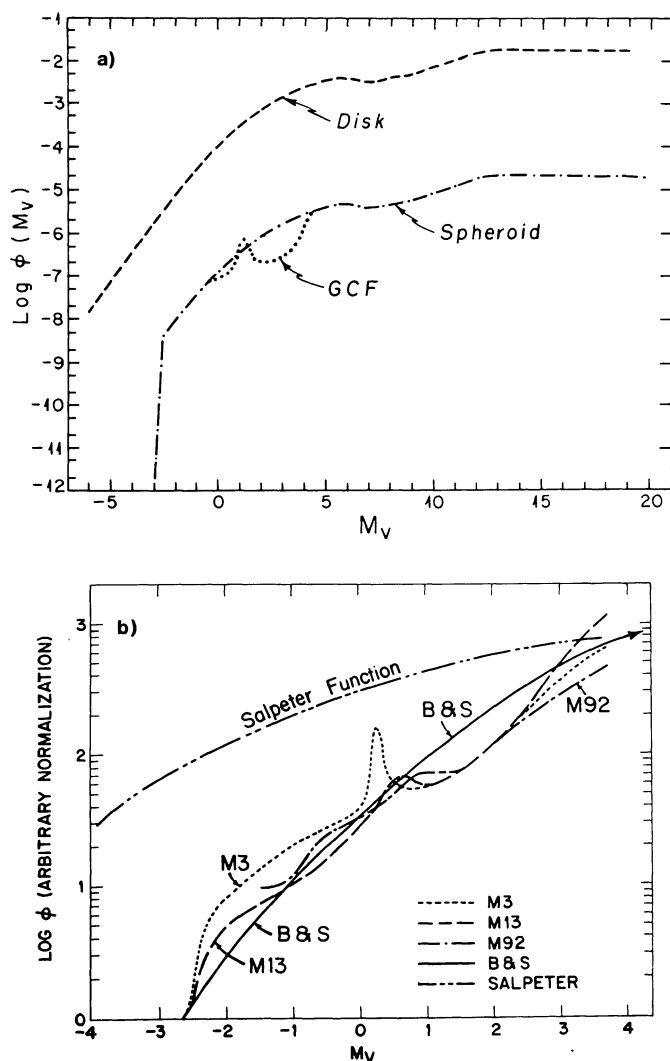 a)
-1
-2
-3
-4
-5
-6
-7
-8
-9
-10
-11
-12
Log ϕ (M_V)
Disk
Spheroid
GCF
-5 0 5 10 15 20
M_V
b)
3
2
1
0
LOG ϕ (ARBITRARY NORMALIZATION)
Salpeter Function
B & S
M92
M3
B & S
M13
M3
M13
M92
B & S
SALPETER
-4 -3 -2 -1 0 1 2 3 4
M_V